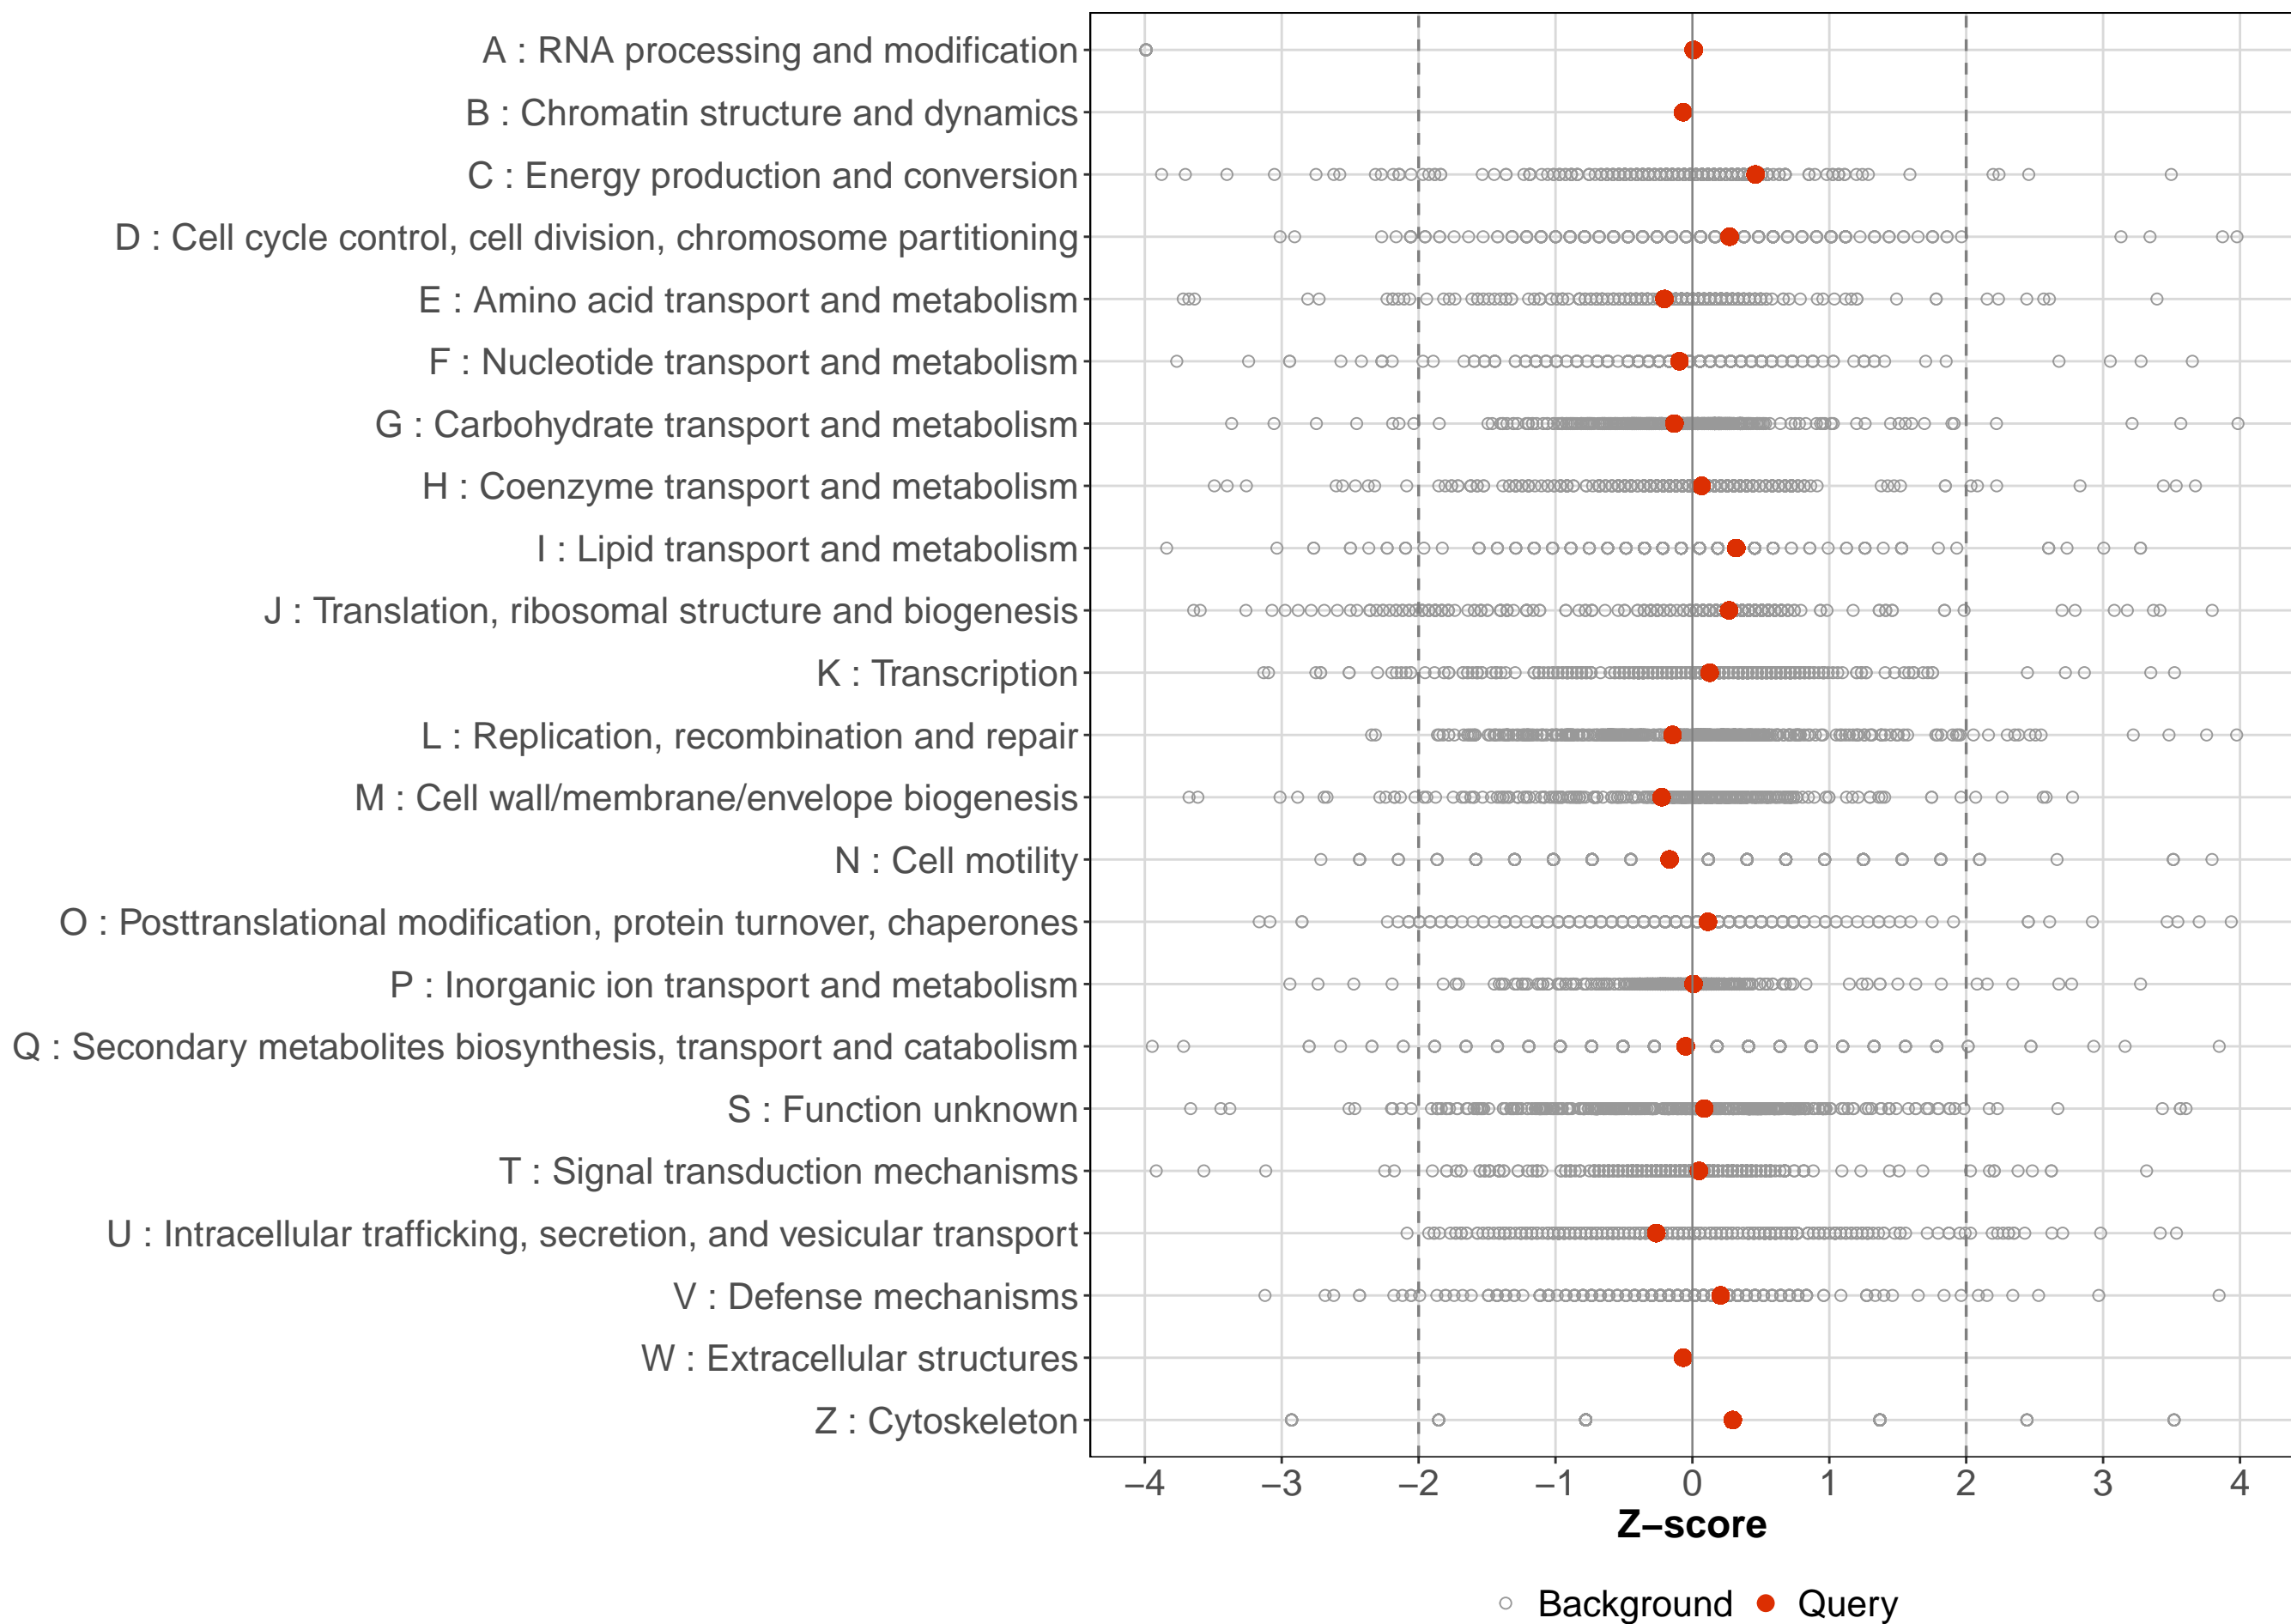 A : RNA processing and modification
B : Chromatin structure and dynamics
C : Energy production and conversion
D : Cell cycle control, cell division, chromosome partitioning
E : Amino acid transport and metabolism
F : Nucleotide transport and metabolism
G : Carbohydrate transport and metabolism
H : Coenzyme transport and metabolism
I : Lipid transport and metabolism
J : Translation, ribosomal structure and biogenesis
K : Transcription
L : Replication, recombination and repair
M : Cell wall/membrane/envelope biogenesis
N : Cell motility
O : Posttranslational modification, protein turnover, chaperones
P : Inorganic ion transport and metabolism
Q : Secondary metabolites biosynthesis, transport and catabolism
S : Function unknown
T : Signal transduction mechanisms
U : Intracellular trafficking, secretion, and vesicular transport
V : Defense mechanisms
W : Extracellular structures
Z : Cytoskeleton
−4 −3 −2 −1 0 1 2 3 4
Z−score
Background Query